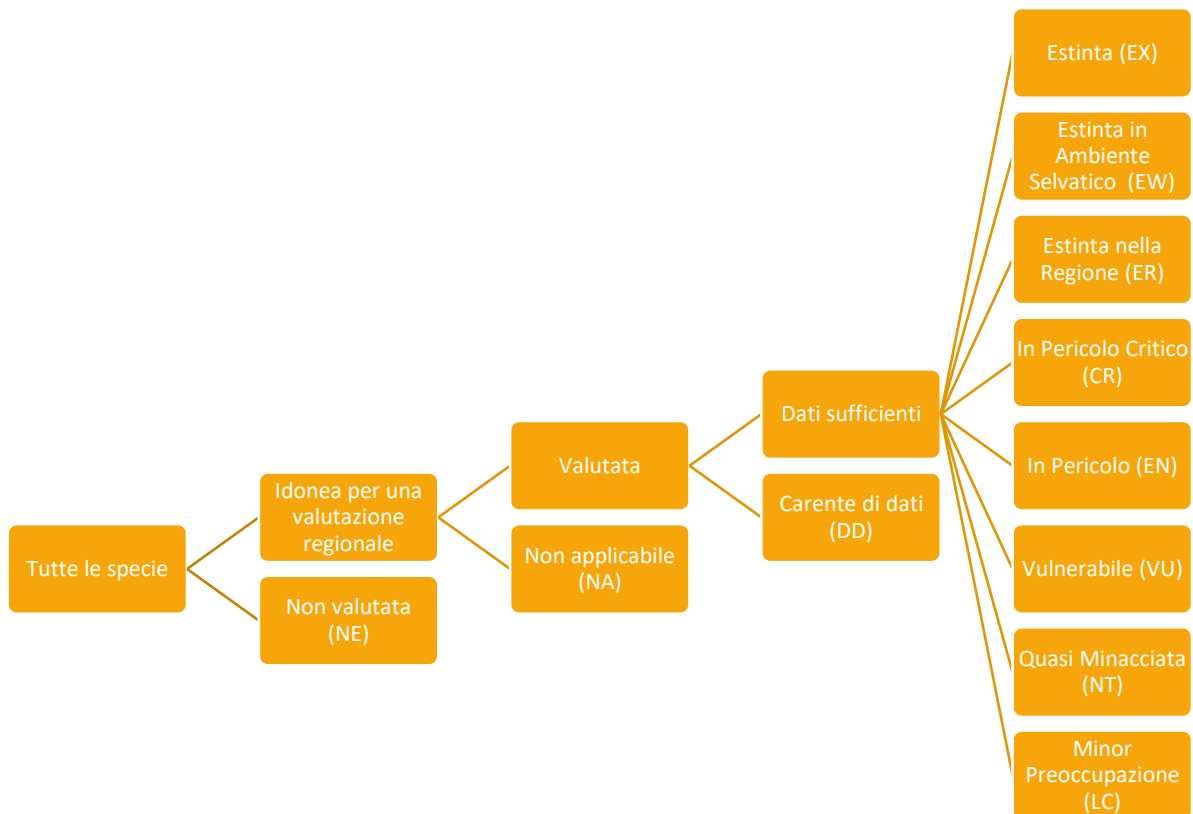 Tutte le specie
Idonea per una
valutazione
regionale
Non valutata
(NE)
Valutata
Non applicabile
(NA)
Dati sufficienti
Carente di dati
(DD)
Estinta (EX)
Estinta in
Ambiente
Selvatico (EW)
Estinta nella
Regione (ER)
In Pericolo Critico
(CR)
In Pericolo (EN)
Vulnerabile (VU)
Quasi Minacciata
(NT)
Minor
Preoccupazione
(LC)